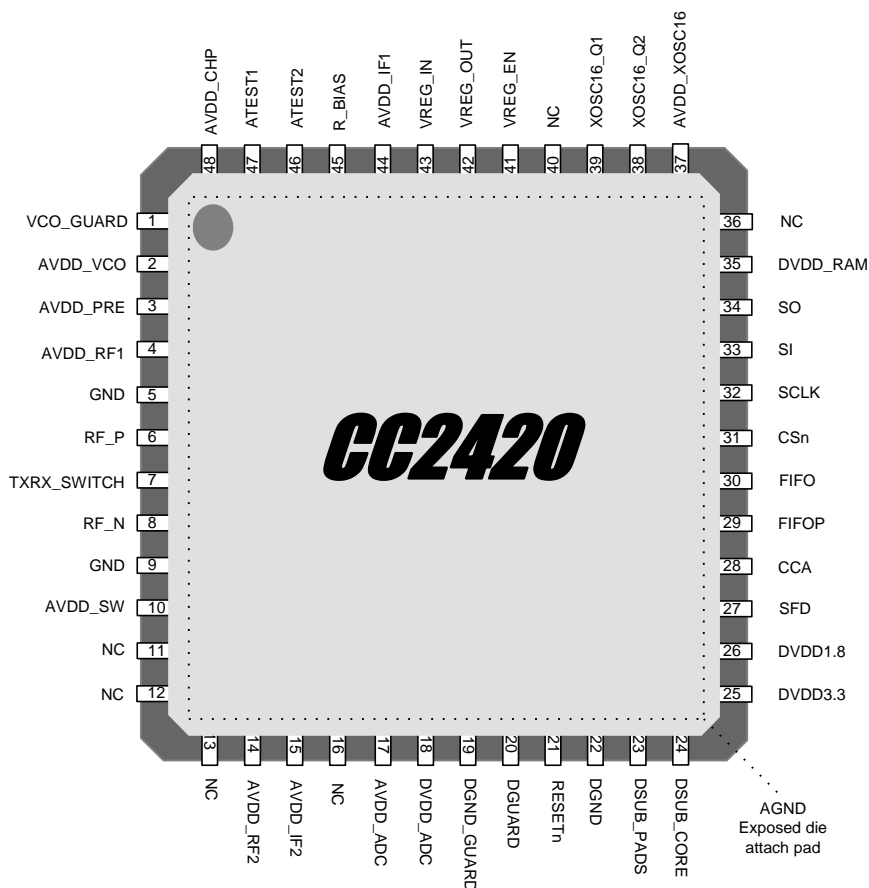 AVDD_CHP
ATEST1
ATEST2
R_BIAS
AVDD_IF1
VREG_IN
VREG_OUT
VREG_EN
NC
XOSC16_Q1
XOSC16_Q2
AVDD_XOSC16
48
47
46
45
44
43
42
41
40
39
38
37
VCO_GUARD 1
AVDD_VCO 2
AVDD_PRE 3
AVDD_RF1 4
GND 5
RF_P 6
TXRX_SWITCH 7
RF_N 8
GND 9
AVDD_SW 10
NC 11
NC 12
CC2420
36 NC
35 DVDD_RAM
34 SO
33 SI
32 SCLK
31 CSn
30 FIFO
29 FIFOP
28 CCA
27 SFD
26 DVDD1.8
25 DVDD3.3
13
14
15
16
17
18
19
20
21
22
23
24
NC
AVDD_RF2
AVDD_IF2
NC
AVDD_ADC
DVDD_ADC
DGND_GUARD
DGUARD
RESETn
DGND
DSUB_PADS
DSUB_CORE
AGND
Exposed die
attach pad